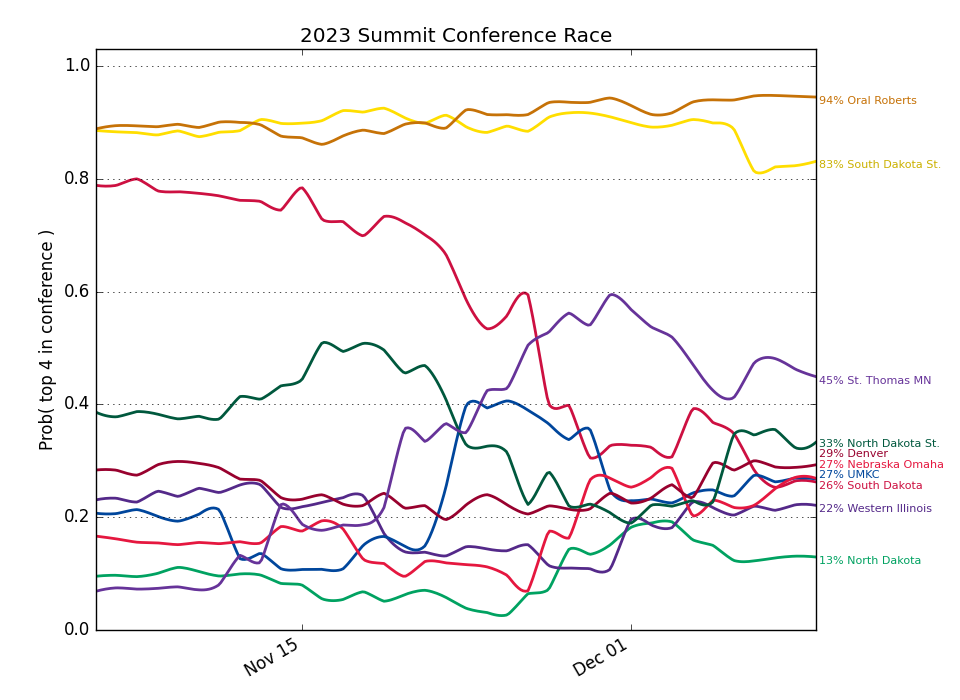 2023 Summit Conference Race
Prob( top 4 in conference )
1.0
0.8
0.6
0.4
0.2
0.0
Nov 15
Dec 01
94% Oral Roberts
83% South Dakota St.
45% St. Thomas MN
33% North Dakota St.
29% Denver
27% Nebraska Omaha
27% UMKC
26% South Dakota
22% Western Illinois
13% North Dakota